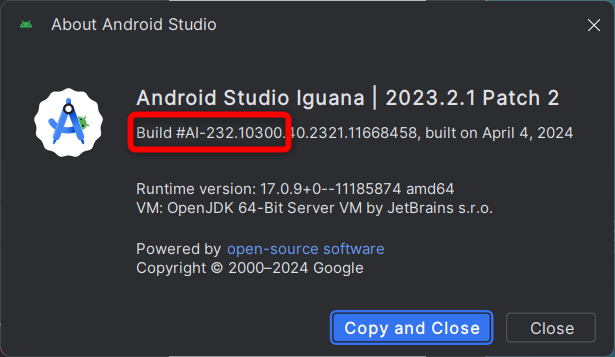 About Android Studio
Android Studio Iguana | 2023.2.1 Patch 2
Build #AI-232.10300.40.2321.11668458, built on April 4, 2024
Runtime version: 17.0.9+0--11185874 amd64
VM: OpenJDK 64-Bit Server VM by JetBrains s.r.o.
Powered by open-source software
Copyright © 2000–2024 Google
Copy and Close
Close